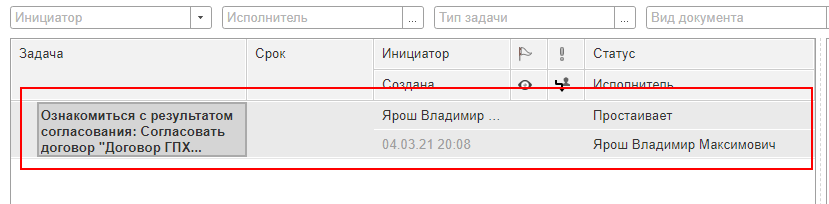 Инициатор Исполнитель ... Тип задачи ... Вид документа
Задача Срок Инициатор Статус
Создана Исполнитель
Ознакомиться с результатом
согласования: Согласовать
договор "Договор ГПХ...
Ярош Владимир ... Простаивает
04.03.21 20:08 Ярош Владимир Максимович